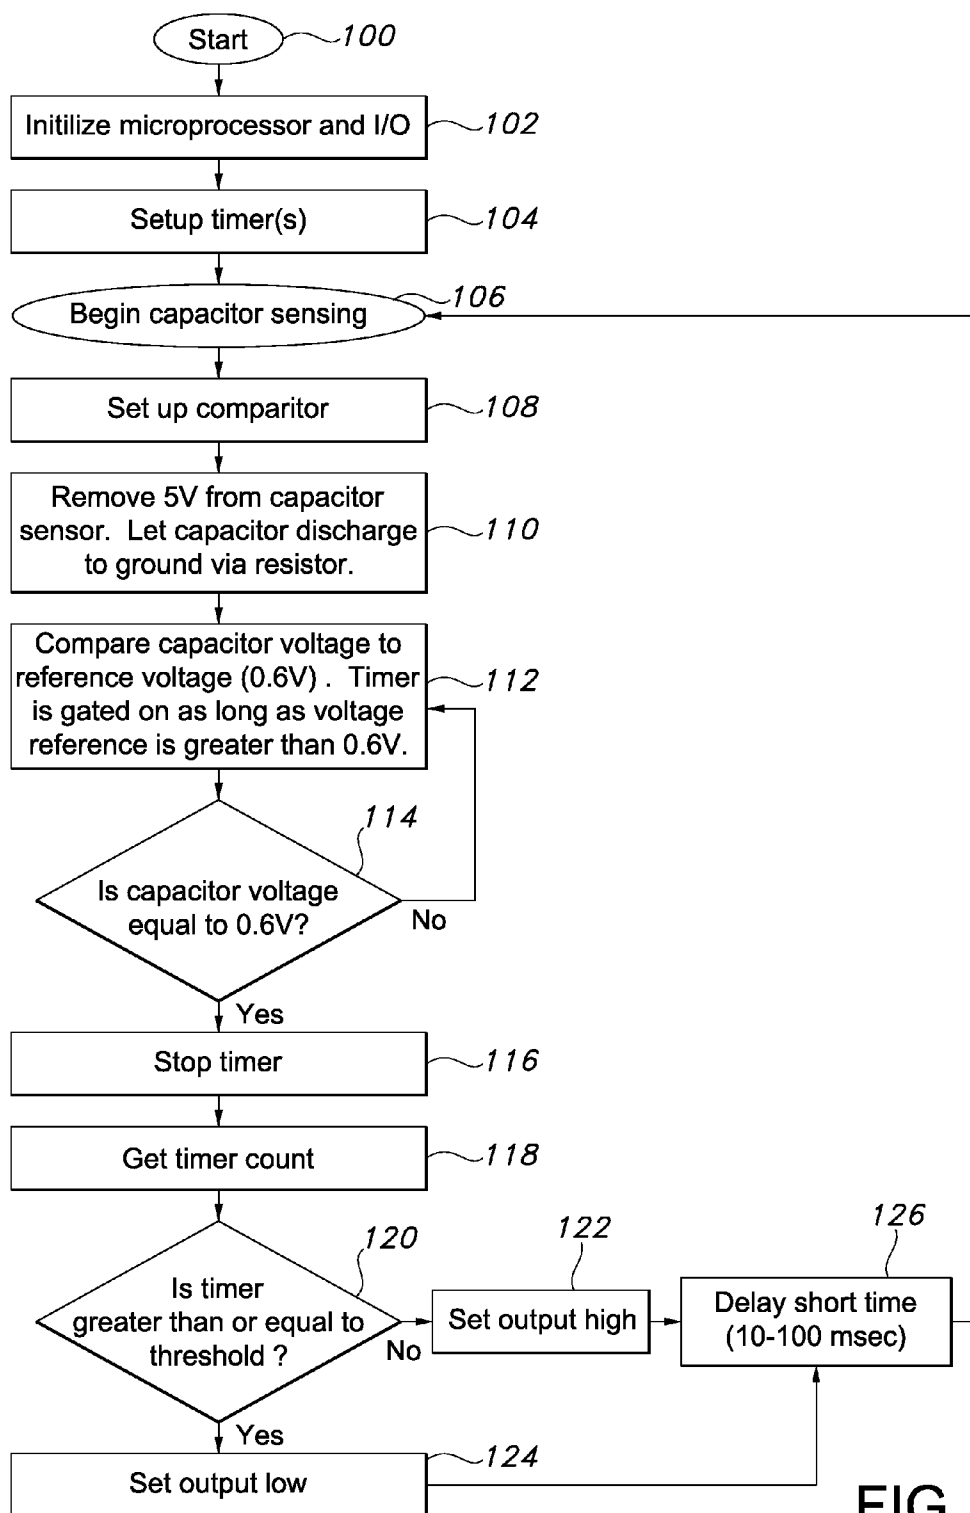 Start
100
Initilize microprocessor and I/O
102
Setup timer(s)
104
Begin capacitor sensing
106
Set up comparitor
108
Remove 5V from capacitor
sensor. Let capacitor discharge
to ground via resistor.
110
Compare capacitor voltage to
reference voltage (0.6V) . Timer
is gated on as long as voltage
reference is greater than 0.6V.
112
114
Is capacitor voltage
equal to 0.6V?
No
Yes
Stop timer
116
Get timer count
118
120
Is timer
greater than or equal to
threshold ?
No
122
Set output high
126
Delay short time
(10-100 msec)
Yes
Set output low
124
FIG